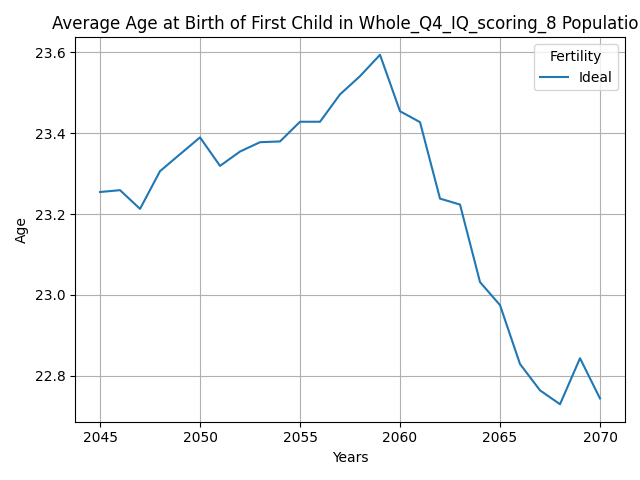 Average Age at Birth of First Child in Whole_Q4_IQ_scoring_8 Populatio
Fertility
Ideal
23.6
23.4
23.2
23.0
22.8
Age
2045 2050 2055 2060 2065 2070
Years